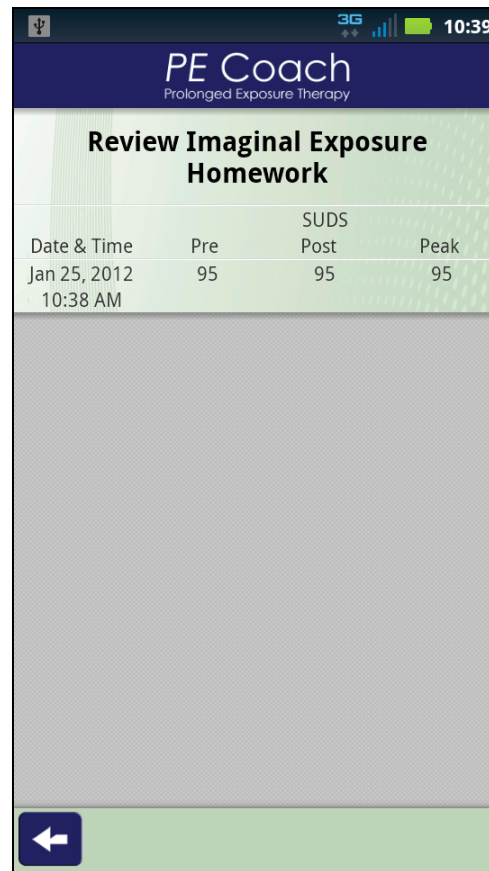 3G 10:39
PE Coach
Prolonged Exposure Therapy
Review Imaginal Exposure
Homework
SUDS
Date & Time Pre Post Peak
Jan 25, 2012 95 95 95
10:38 AM